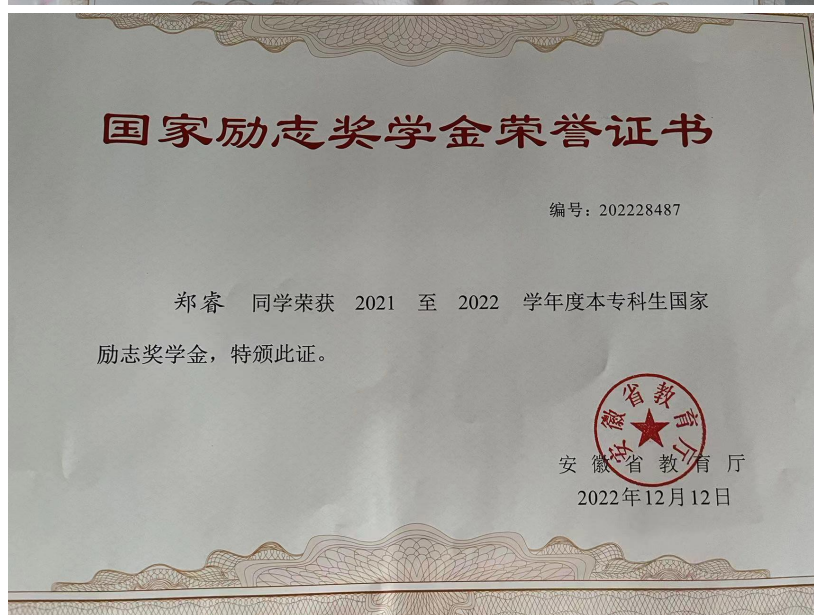 国家励志奖学金荣誉证书
编号：202228487
郑睿 同学荣获 2021 至 2022 学年度本专科生国家
励志奖学金，特颁此证。
安徽省教育厅
安徽省教育厅
2022年12月12日